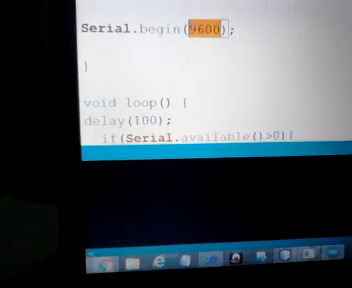 Serial.begin(9600);
}
void loop() {
delay(100);
if(Serial.available()>0){